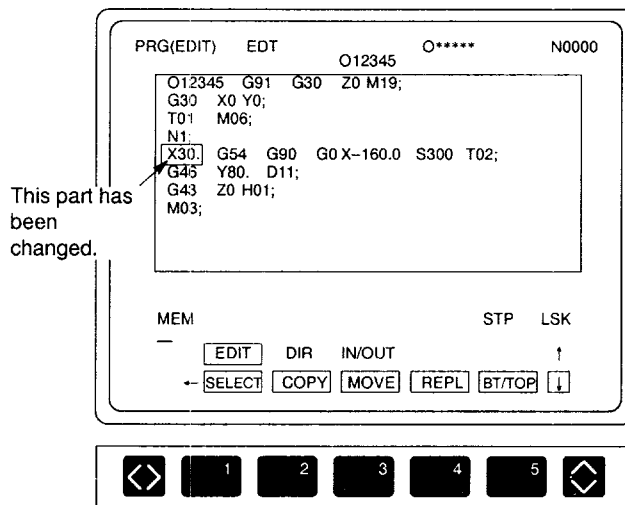 PRG(EDIT) EDT O12345 O***** N0000
O12345 G91 G30 Z0 M19;
G30 X0 Y0;
T01 M06;
N1;
X30. G54 G90 G0 X–160.0 S300 T02;
G46 Y80. D11;
G43 Z0 H01;
M03;
This part has
been
changed.
MEM STP LSK
EDIT DIR IN/OUT ↑
← SELECT COPY MOVE REPL BT/TOP ↓
1 2 3 4 5